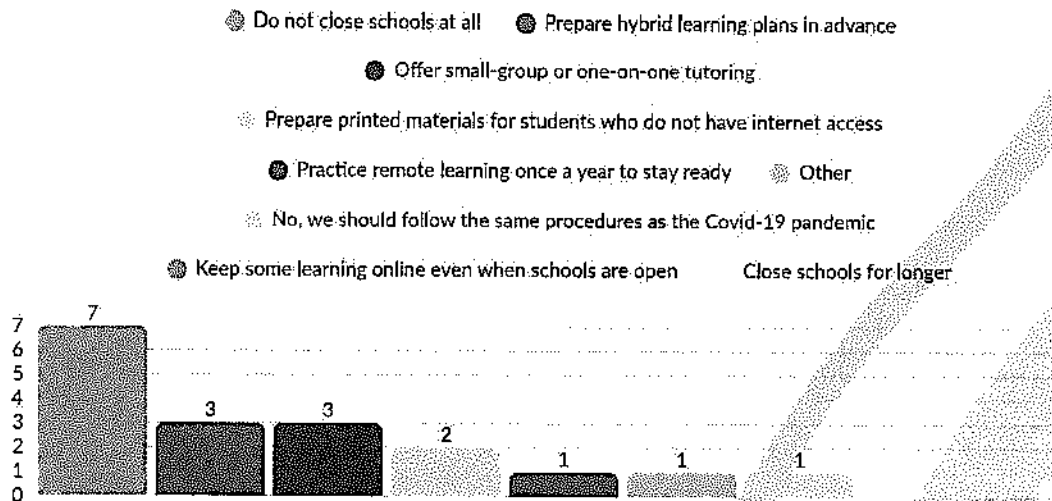 Do not close schools at all Prepare hybrid learning plans in advance
Offer small-group or one-on-one tutoring
Prepare printed materials for students who do not have internet access
Practice remote learning once a year to stay ready Other
No, we should follow the same procedures as the Covid-19 pandemic
Keep some learning online even when schools are open Close schools for longer
7
7
6
5
4
3
3
3
2
2
1
1
1
1
0